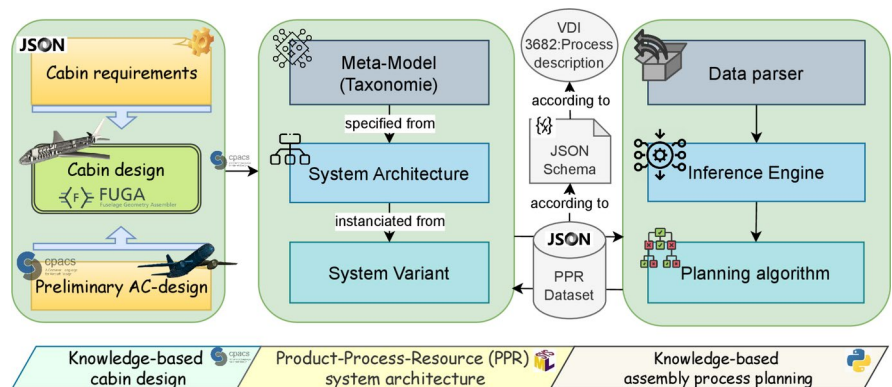 JSON
Cabin requirements
Cabin design
FUGA
Fuselage Geometry Assembler
cpacs
Preliminary AC-design
cpacs
Meta-Model
(Taxonomie)
specified from
System Architecture
instanciated from
System Variant
VDI
3682:Process
description
according to
{x}
JSON
Schema
according to
JSON
PPR
Dataset
Data parser
Inference Engine
Planning algorithm
Knowledge-based
cabin design
cpacs
Product-Process-Resource (PPR)
system architecture
Knowledge-based
assembly process planning